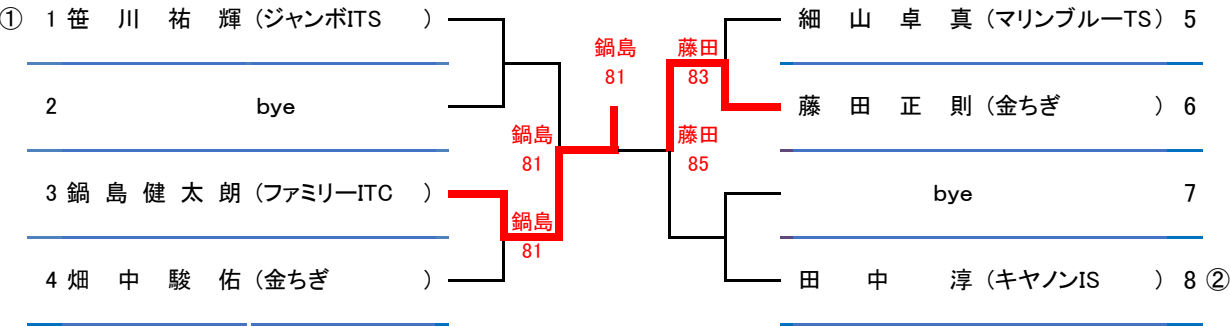 ① 1 笹川祐輝 (ジャンボITS )
2 bye
3 鍋島健太朗 (ファミリーITC )
4 畑中駿佑 (金ちぎ )
鍋島
81
鍋島
81
鍋島
81
藤田
83
藤田
85
細山卓真 (マリンブルーTS) 5
藤田正則 (金ちぎ ) 6
bye 7
田中淳 (キヤノンIS ) 8 ②